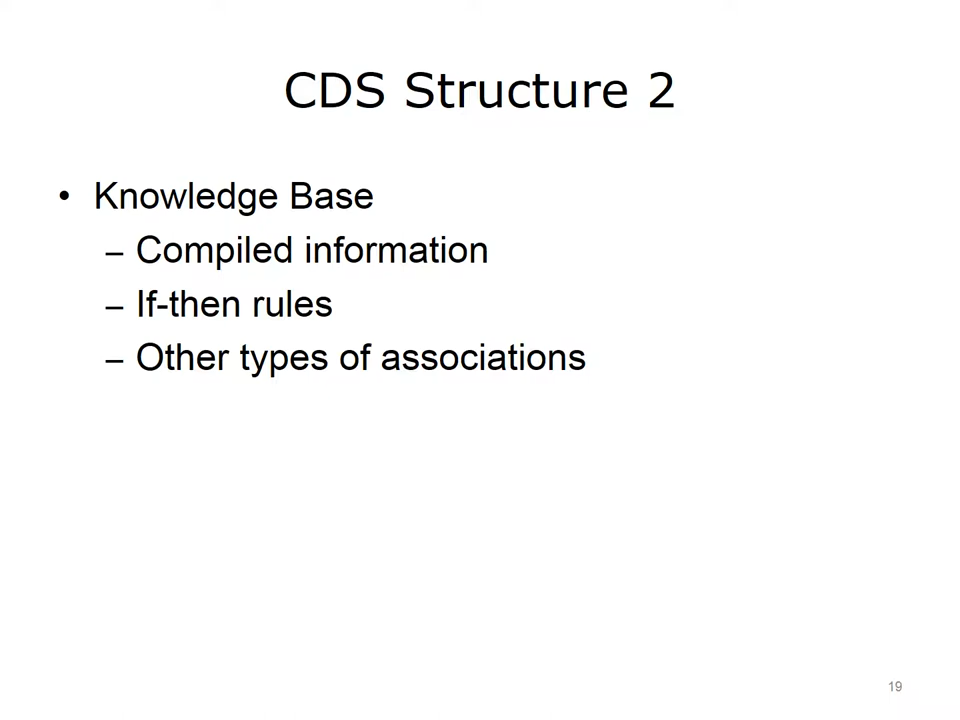 CDS Structure 2
• Knowledge Base
– Compiled information
– If-then rules
– Other types of associations
19